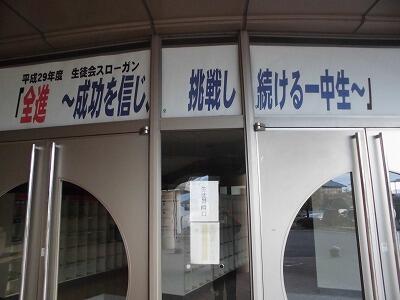 平成29年度 生徒会スローガン
「全進 ～成功を信じ、挑戦し続ける一中生～」